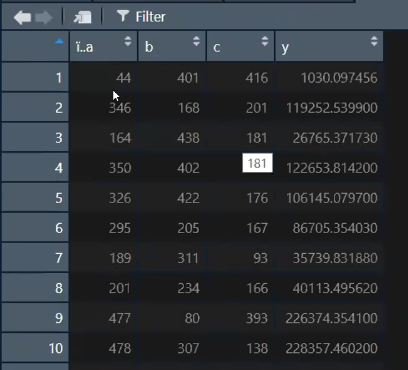 Filter
ï..a b c y
1 44 401 416 1030.097456
2 346 168 201 119252.539900
3 164 438 181 26765.371730
181
4 350 402 122653.814200
5 326 422 176 106145.079700
6 295 205 167 86705.354030
7 189 311 93 35739.831880
8 201 234 166 40113.495620
9 477 80 393 226374.354100
10 478 307 138 228357.460200